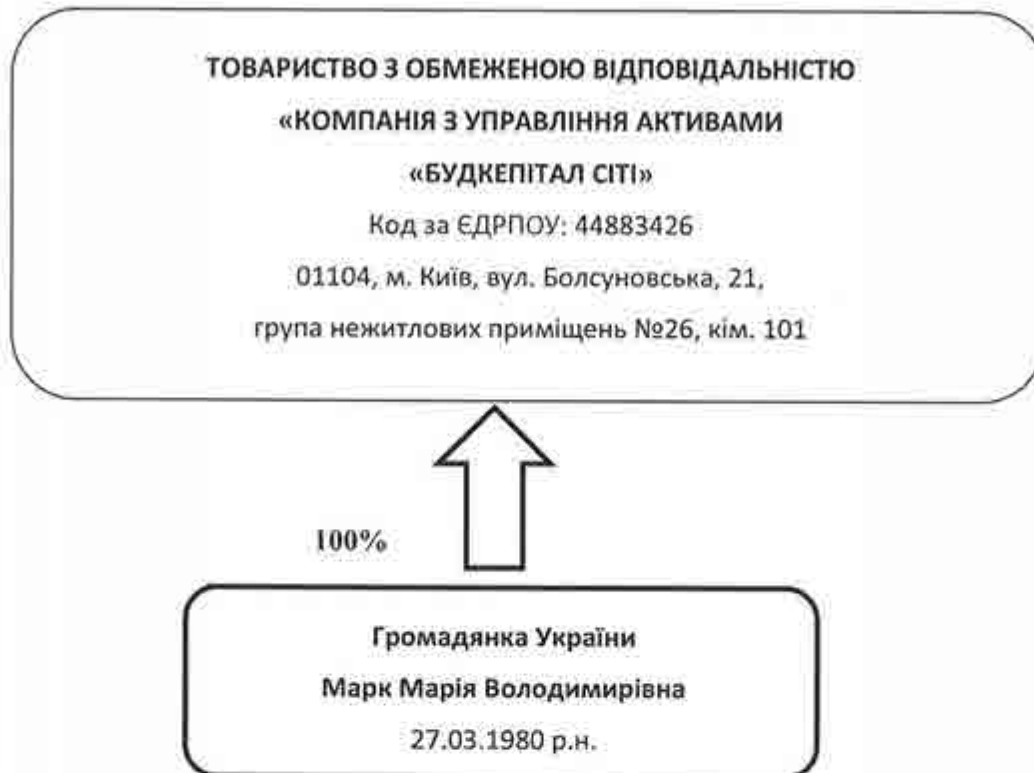 ТОВАРИСТВО З ОБМЕЖЕНОЮ ВІДПОВІДАЛЬНІСТЮ
«КОМПАНІЯ З УПРАВЛІННЯ АКТИВАМИ
«БУДКЕПІТАЛ СІТІ»
Код за ЄДРПОУ: 44883426
01104, м. Київ, вул. Болсуновська, 21,
група нежитлових приміщень №26, кім. 101
100%
Громадянка України
Марк Марія Володимирівна
27.03.1980 р.н.